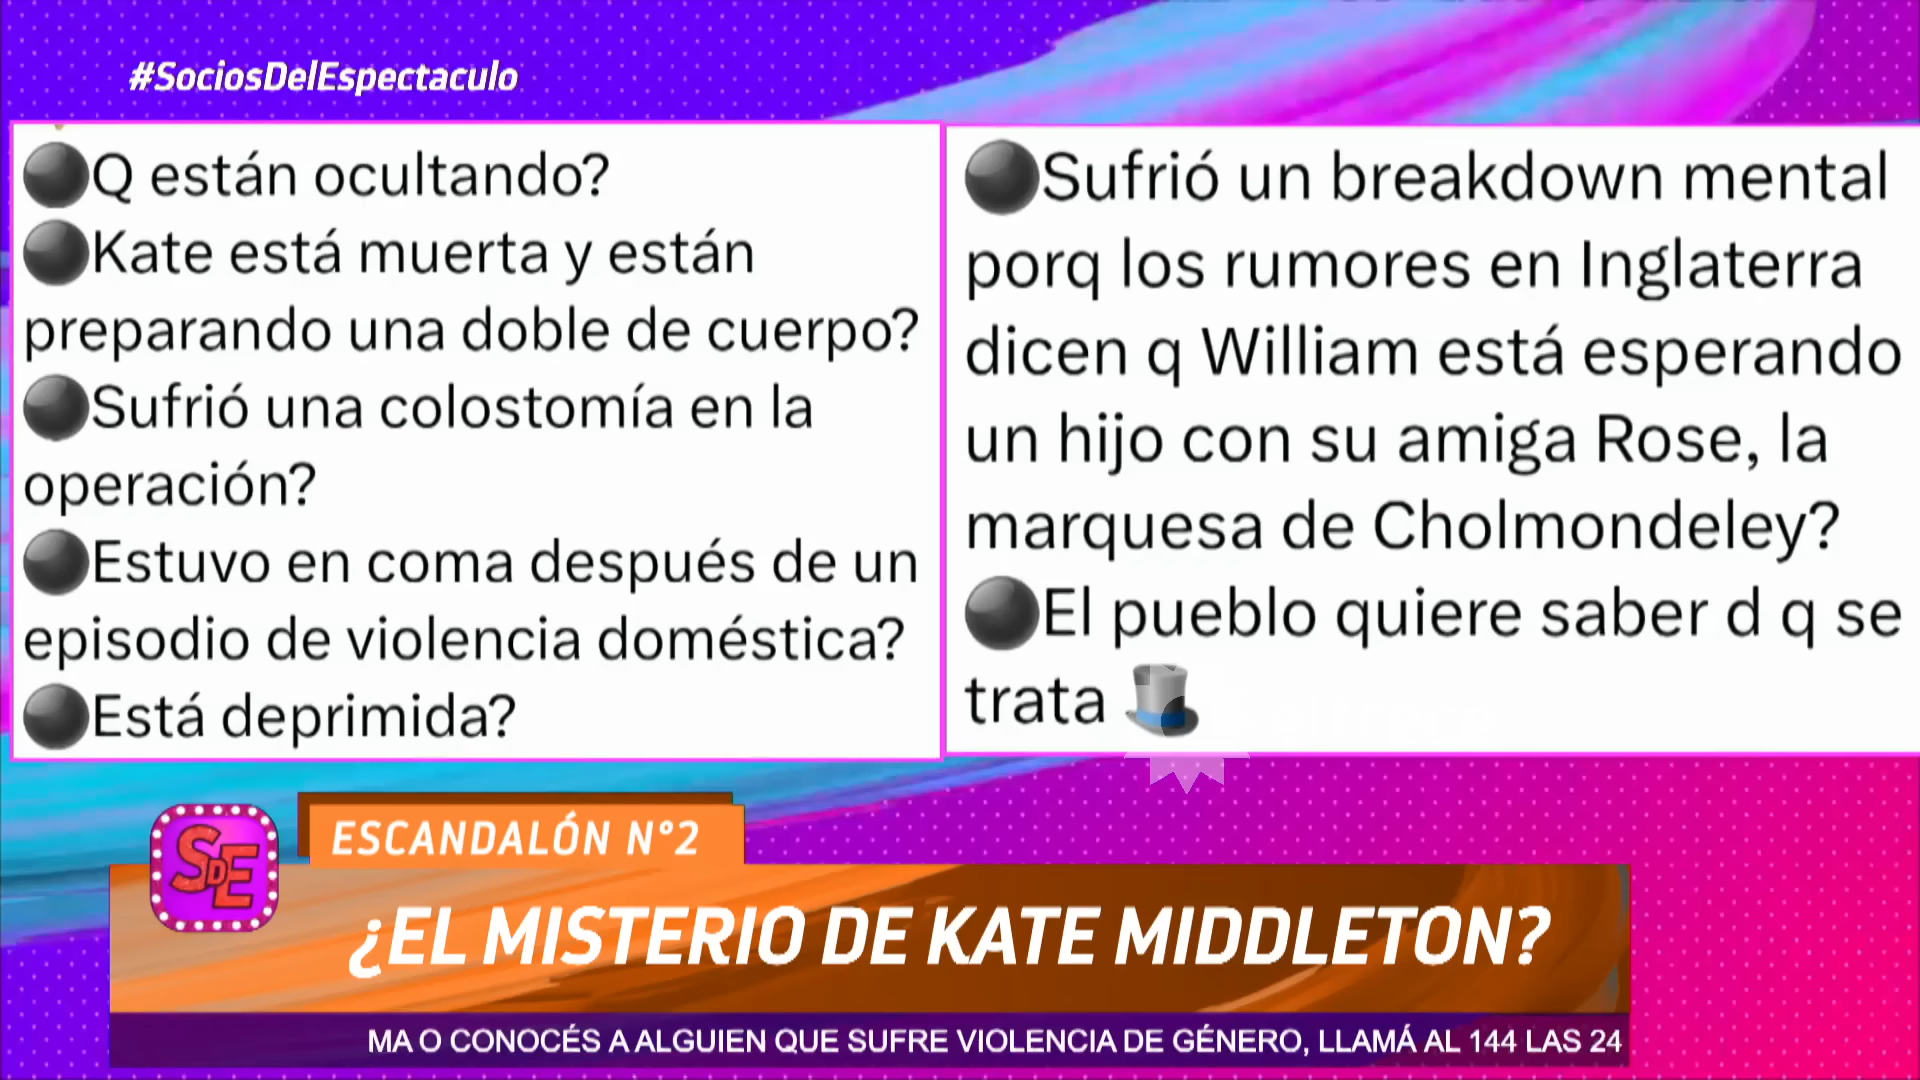 #SociosDelEspectaculo
Q están ocultando?
Kate está muerta y están
preparando una doble de cuerpo?
Sufrió una colostomía en la
operación?
Estuvo en coma después de un
episodio de violencia doméstica?
Está deprimida?
Sufrió un breakdown mental
porq los rumores en Inglaterra
dicen q William está esperando
un hijo con su amiga Rose, la
marquesa de Cholmondeley?
El pueblo quiere saber d q se
trata
SDE
ESCANDALÓN N°2
¿EL MISTERIO DE KATE MIDDLETON?
MA O CONOCÉS A ALGUIEN QUE SUFRE VIOLENCIA DE GÉNERO, LLAMÁ AL 144 LAS 24